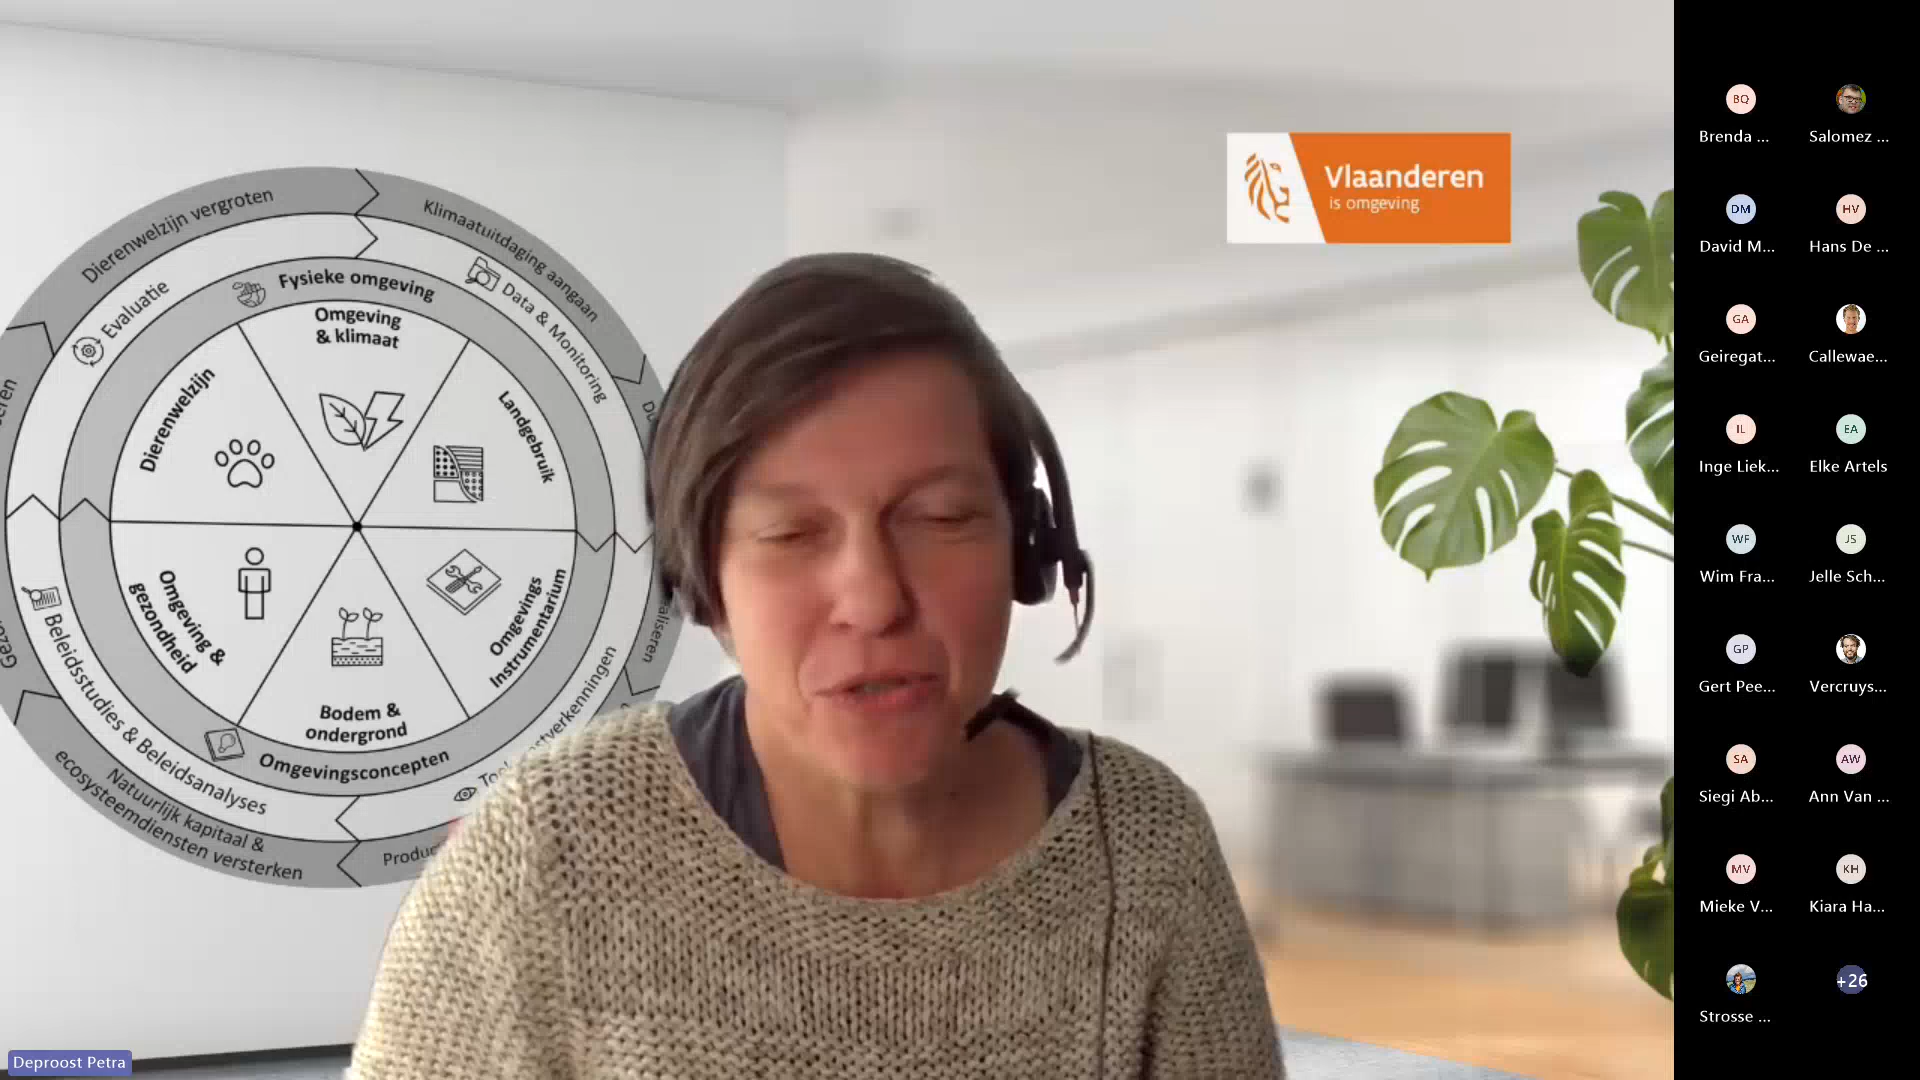 Dierenwelzijn vergroten
Klimaatuitdaging aangaan
Evaluatie
Data & Monitoring
Fysieke omgeving
Omgeving
& klimaat
Dierenwelzijn
Landgebruik
Omgeving &
gezondheid
Omgevings
Instrumentarium
Bodem &
ondergrond
Omgevingsconcepten
Beleidsstudies & Beleidsanalyses
Natuurlijk kapitaal &
ecosysteemdiensten versterken
Vlaanderen
is omgeving
BQ
Brenda ...
Salomez ...
DM
David M...
HV
Hans De ...
GA
Geiregat...
Callewae...
IL
Inge Liek...
EA
Elke Artels
WF
Wim Fra...
JS
Jelle Sch...
GP
Gert Pee...
Vercruys...
SA
Siegi Ab...
AW
Ann Van ...
MV
Mieke V...
KH
Kiara Ha...
Strosse ...
+26
Deproost Petra